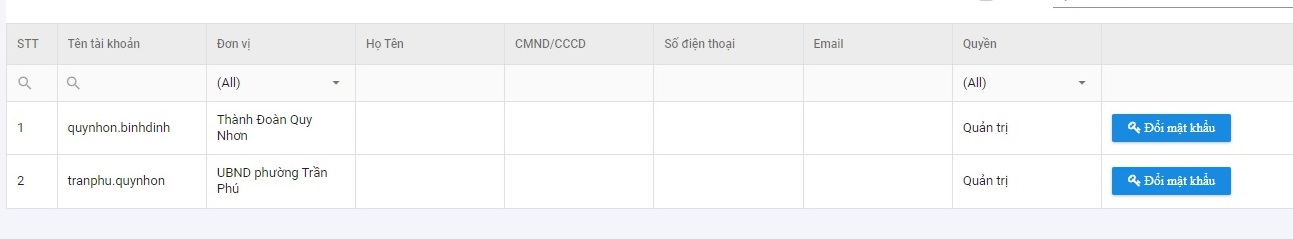 STT Tên tài khoản Đơn vị Họ Tên CMND/CCCD Số điện thoại Email Quyền
(All) (All)
1 quynhon.binhdinh Thành Đoàn Quy Nhơn Quản trị Đổi mật khẩu
2 tranphu.quynhon UBND phường Trần Phú Quản trị Đổi mật khẩu